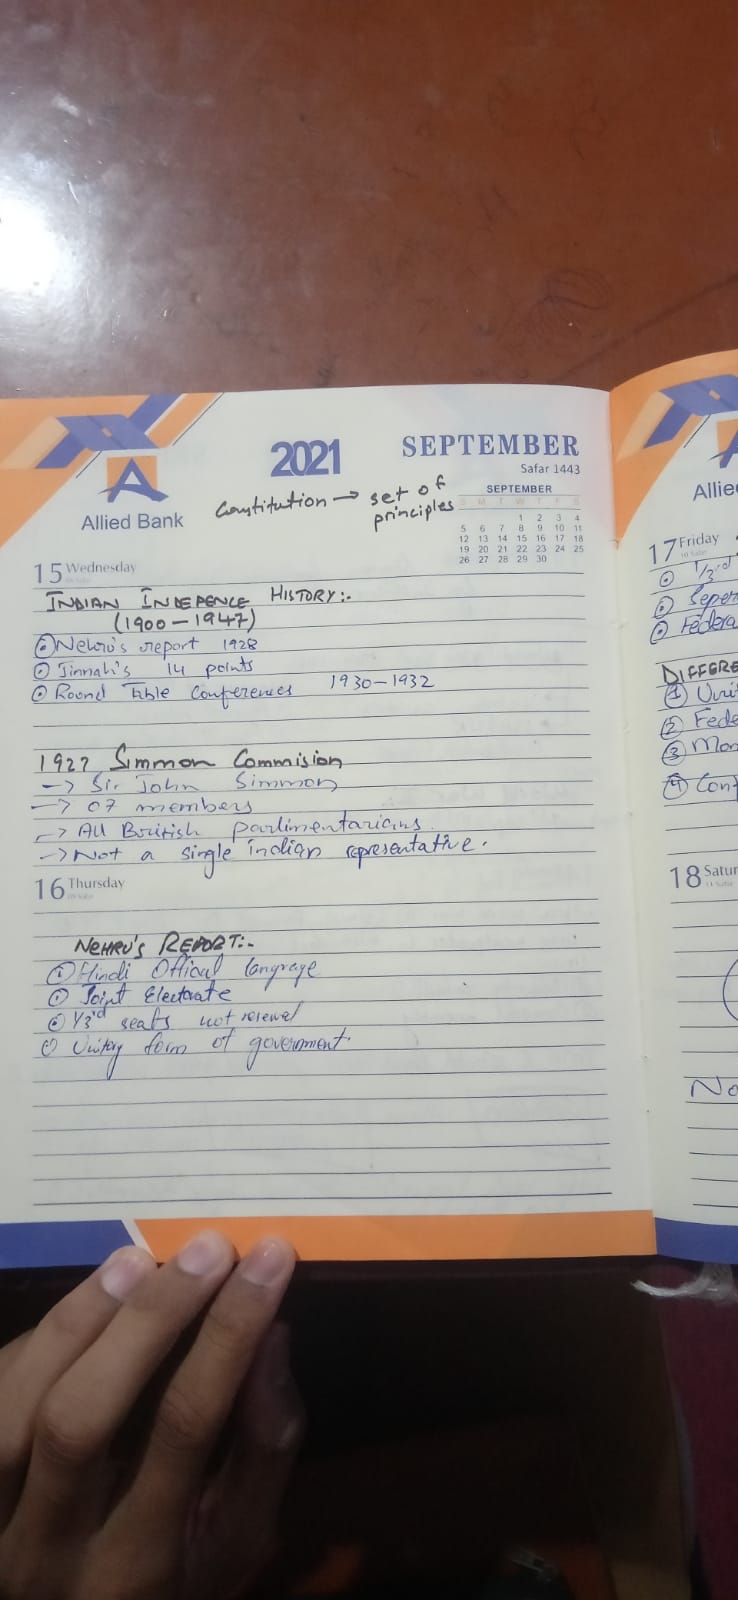 2021
SEPTEMBER
Safar 1443
Allied Bank
Constitution → set of
principles
SEPTEMBER
S M T W T F S
1 2 3 4
5 6 7 8 9 10 11
12 13 14 15 16 17 18
19 20 21 22 23 24 25
26 27 28 29 30
15 Wednesday
INDIAN INDEPENCE HISTORY:-
(1900-1947)
Nehru's report 1928
Jinnah's 14 points
Round Table Conferences 1930-1932
1927 Simmon Commision
→ Sir John Simmon
→ 07 members
→ All British parlimentarians.
→ Not a single indian representative.
16 Thursday
NEHRU'S REPORT:-
Hindi Offical langrage
Joint Electorate
1/3rd seats not renewal
Unitary form of government.
Allie
17 Friday
1/3rd
Seper
Federa
DIFFERE
① Uni
② Fede
③ Mon
④ Con
18 Satur
No